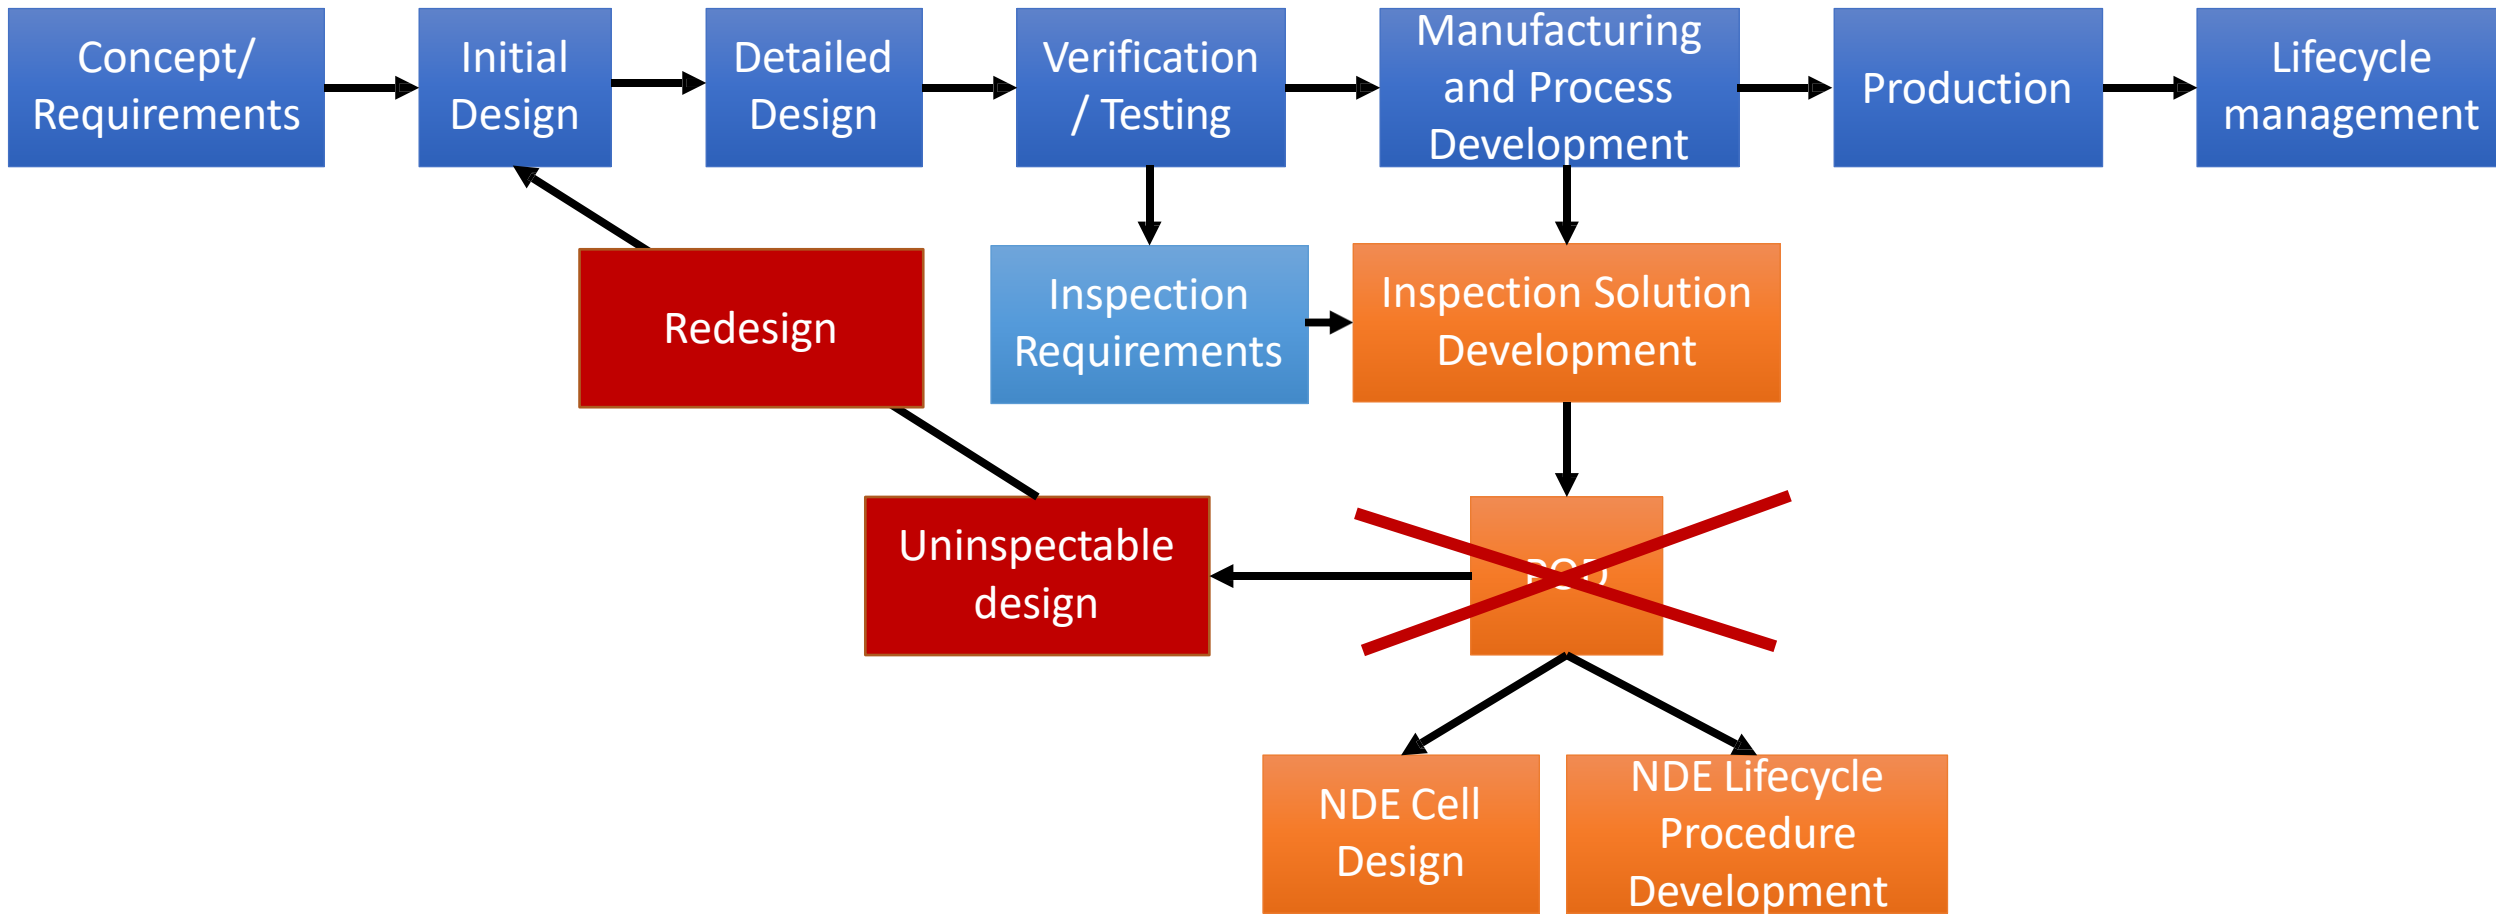 Concept/
Requirements
Initial
Design
Detailed
Design
Verification
/ Testing
Manufacturing
and Process
Development
Production
Lifecycle
management
Redesign
Inspection
Requirements
Inspection Solution
Development
Uninspectable
design
POD
NDE Cell
Design
NDE Lifecycle
Procedure
Development